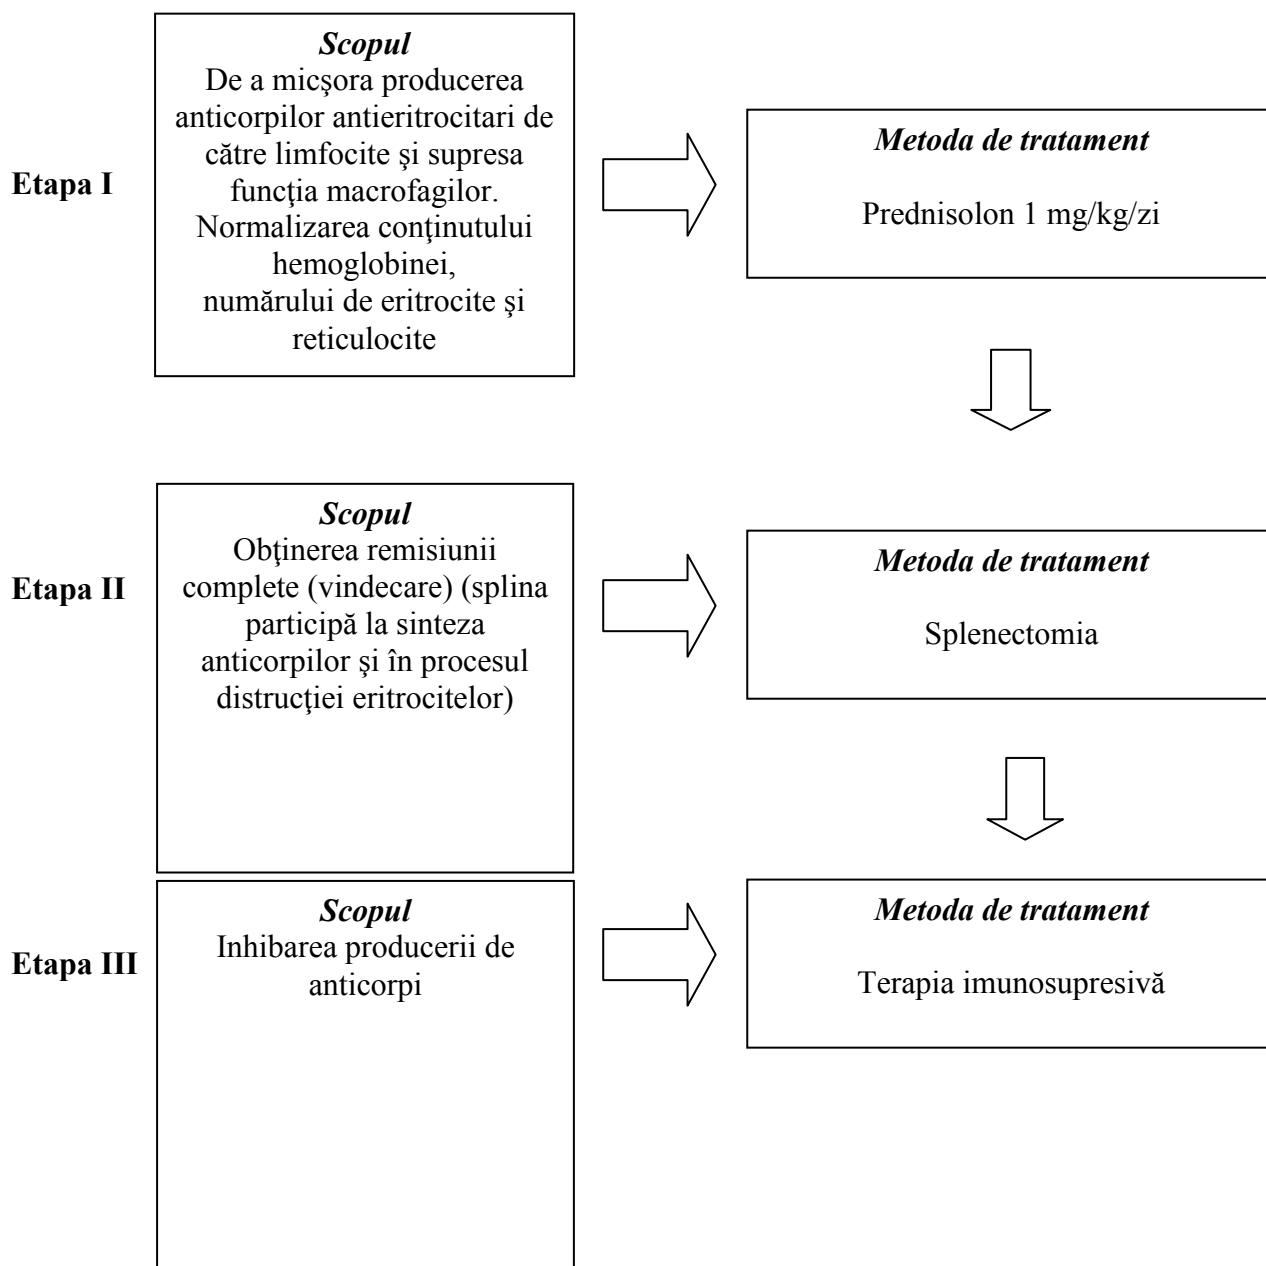 Scopul
De a micşora producerea
anticorpilor antieritrocitari de
către limfocite şi supresa
funcţia macrofagilor.
Normalizarea conţinutului
hemoglobinei,
numărului de eritrocite şi
reticulocite
Etapa I
Metoda de tratament
Prednisolon 1 mg/kg/zi
Scopul
Obţinerea remisiunii
complete (vindecare) (splina
participă la sinteza
anticorpilor şi în procesul
distrucţiei eritrocitelor)
Etapa II
Metoda de tratament
Splenectomia
Scopul
Inhibarea producerii de
anticorpi
Etapa III
Metoda de tratament
Terapia imunosupresivă